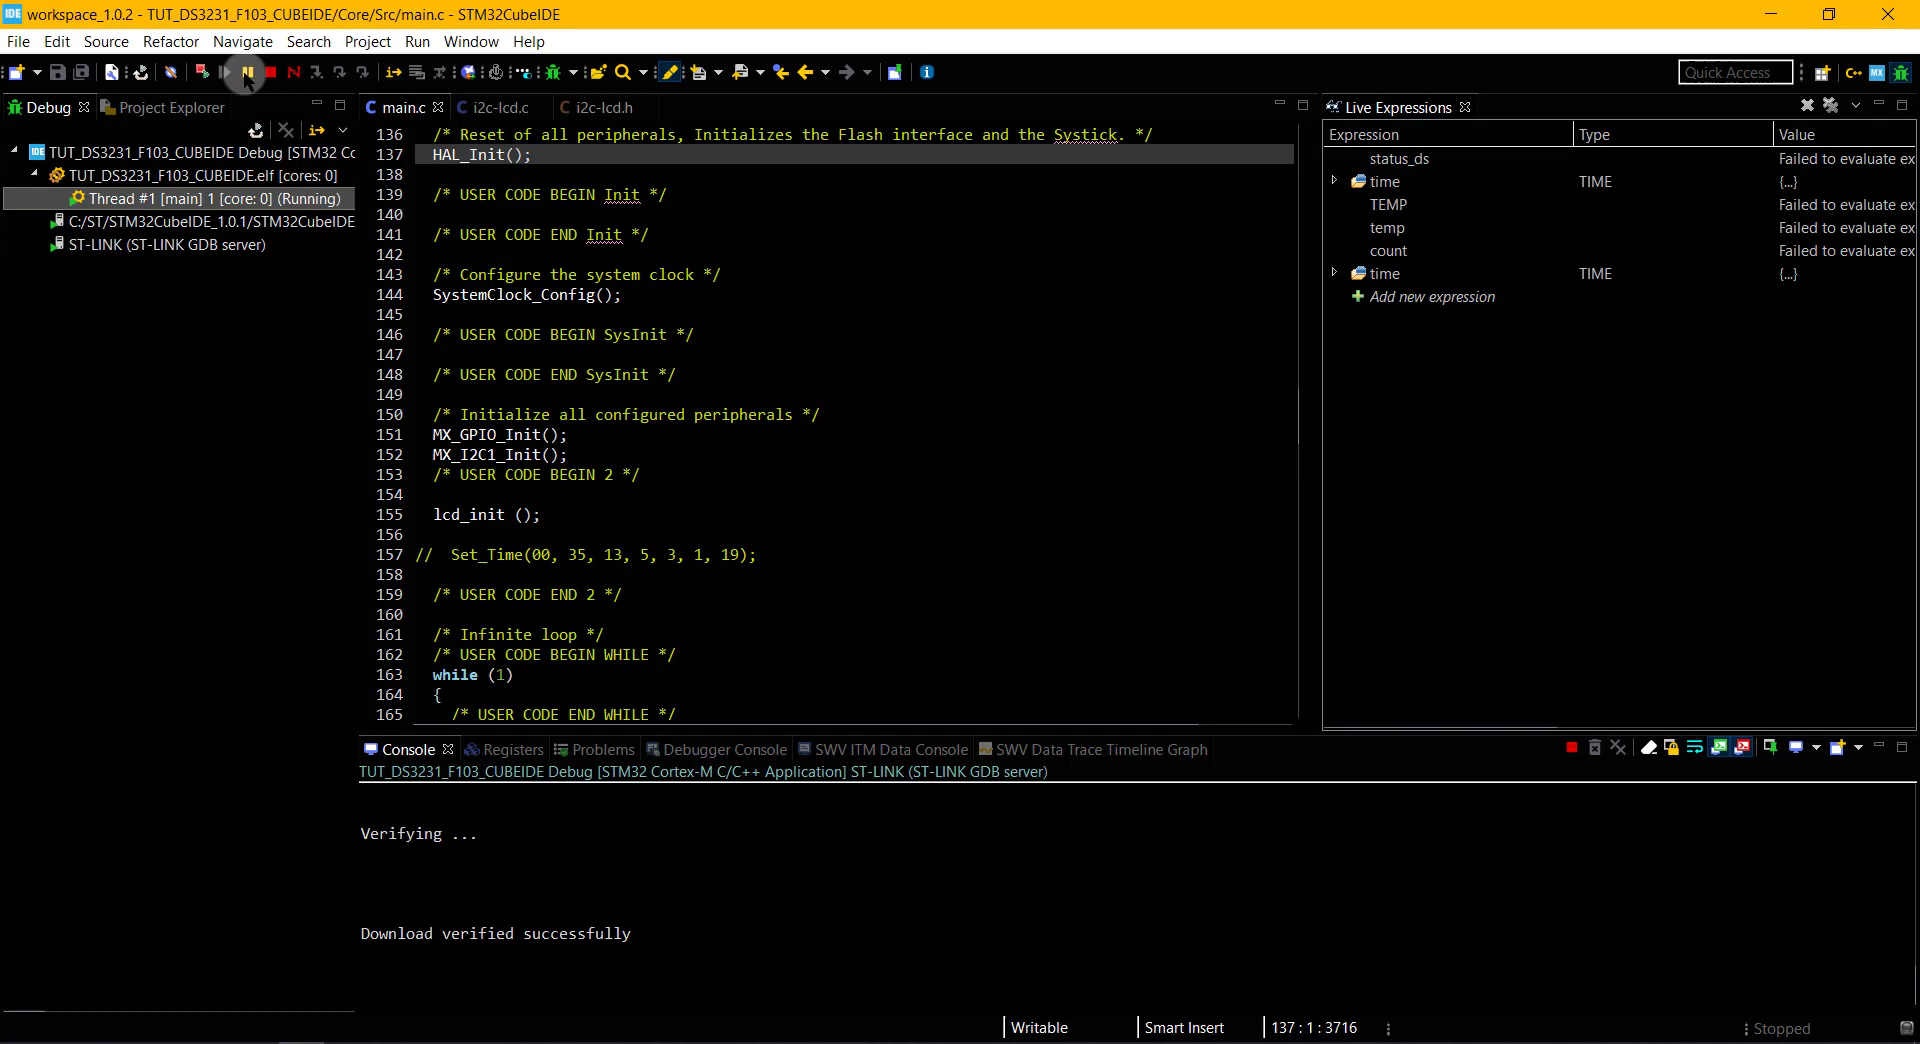 IDE workspace_1.0.2 - TUT_DS3231_F103_CUBEIDE/Core/Src/main.c - STM32CubeIDE
File Edit Source Refactor Navigate Search Project Run Window Help
Quick Access
C++ MX
Debug Project Explorer
IDE TUT_DS3231_F103_CUBEIDE Debug [STM32 Co
TUT_DS3231_F103_CUBEIDE.elf [cores: 0]
Thread #1 [main] 1 [core: 0] (Running)
C:/ST/STM32CubeIDE_1.0.1/STM32CubeIDE
ST-LINK (ST-LINK GDB server)
main.c i2c-lcd.c i2c-lcd.h
136 /* Reset of all peripherals, Initializes the Flash interface and the Systick. */
137 HAL_Init();
138
139 /* USER CODE BEGIN Init */
140
141 /* USER CODE END Init */
142
143 /* Configure the system clock */
144 SystemClock_Config();
145
146 /* USER CODE BEGIN SysInit */
147
148 /* USER CODE END SysInit */
149
150 /* Initialize all configured peripherals */
151 MX_GPIO_Init();
152 MX_I2C1_Init();
153 /* USER CODE BEGIN 2 */
154
155 lcd_init ();
156
157 // Set_Time(00, 35, 13, 5, 3, 1, 19);
158
159 /* USER CODE END 2 */
160
161 /* Infinite loop */
162 /* USER CODE BEGIN WHILE */
163 while (1)
164 {
165 /* USER CODE END WHILE */
Live Expressions
Expression Type Value
status_ds Failed to evaluate ex
time TIME {...}
TEMP Failed to evaluate ex
temp Failed to evaluate ex
count Failed to evaluate ex
time TIME {...}
Add new expression
Console Registers Problems Debugger Console SWV ITM Data Console SWV Data Trace Timeline Graph
TUT_DS3231_F103_CUBEIDE Debug [STM32 Cortex-M C/C++ Application] ST-LINK (ST-LINK GDB server)
Verifying ...
Download verified successfully
Writable Smart Insert 137 : 1 : 3716 Stopped